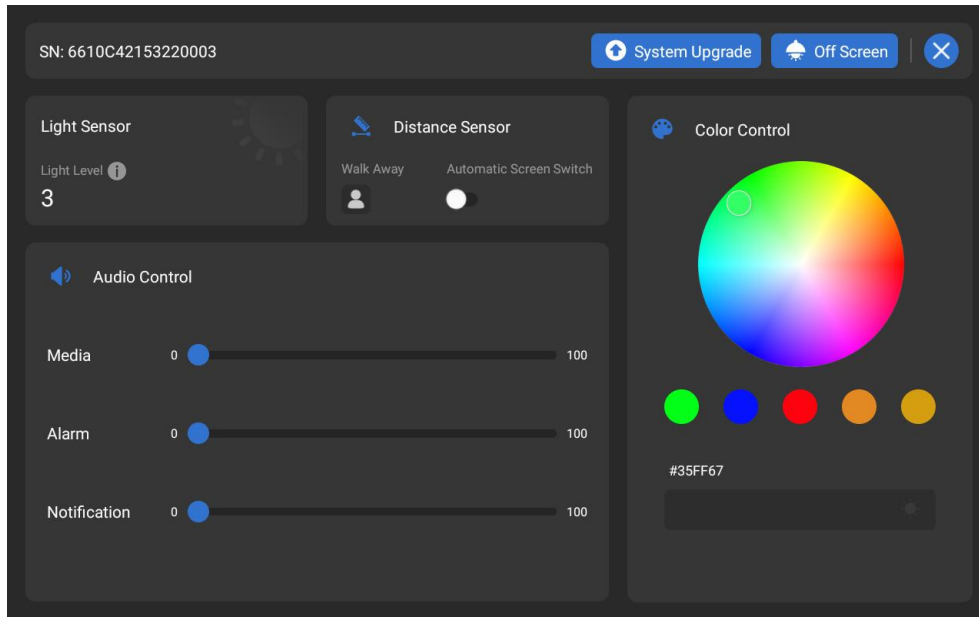 SN: 6610C42153220003
System Upgrade
Off Screen
Light Sensor
Light Level
3
Distance Sensor
Walk Away
Automatic Screen Switch
Audio Control
Media 0 100
Alarm 0 100
Notification 0 100
Color Control
#35FF67